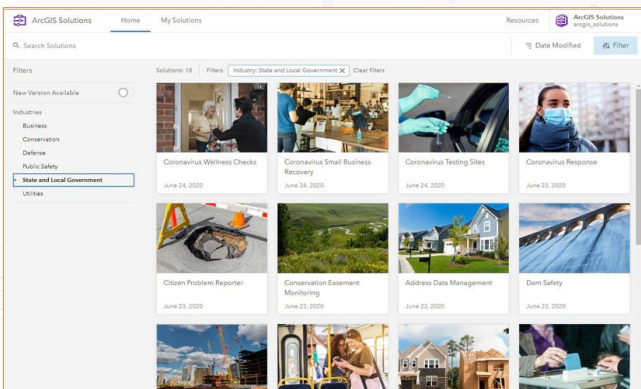 ArcGIS Solutions
Home
My Solutions
Resources
ArcGIS Solutions
arcgis_solutions
Search Solutions
Date Modified
Filter
Filters
Solutions: 18
Filters
Industry: State and Local Government X
Clear filters
New Version Available
Industries
Business
Conservation
Defense
Public Safety
State and Local Government
Utilities
Coronavirus Wellness Checks
June 24, 2020
Coronavirus Small Business
Recovery
June 24, 2020
Coronavirus Testing Sites
June 24, 2020
Coronavirus Response
June 23, 2020
Citizen Problem Reporter
June 23, 2020
Conservation Easement
Monitoring
June 23, 2020
Address Data Management
June 23, 2020
Dam Safety
June 23, 2020